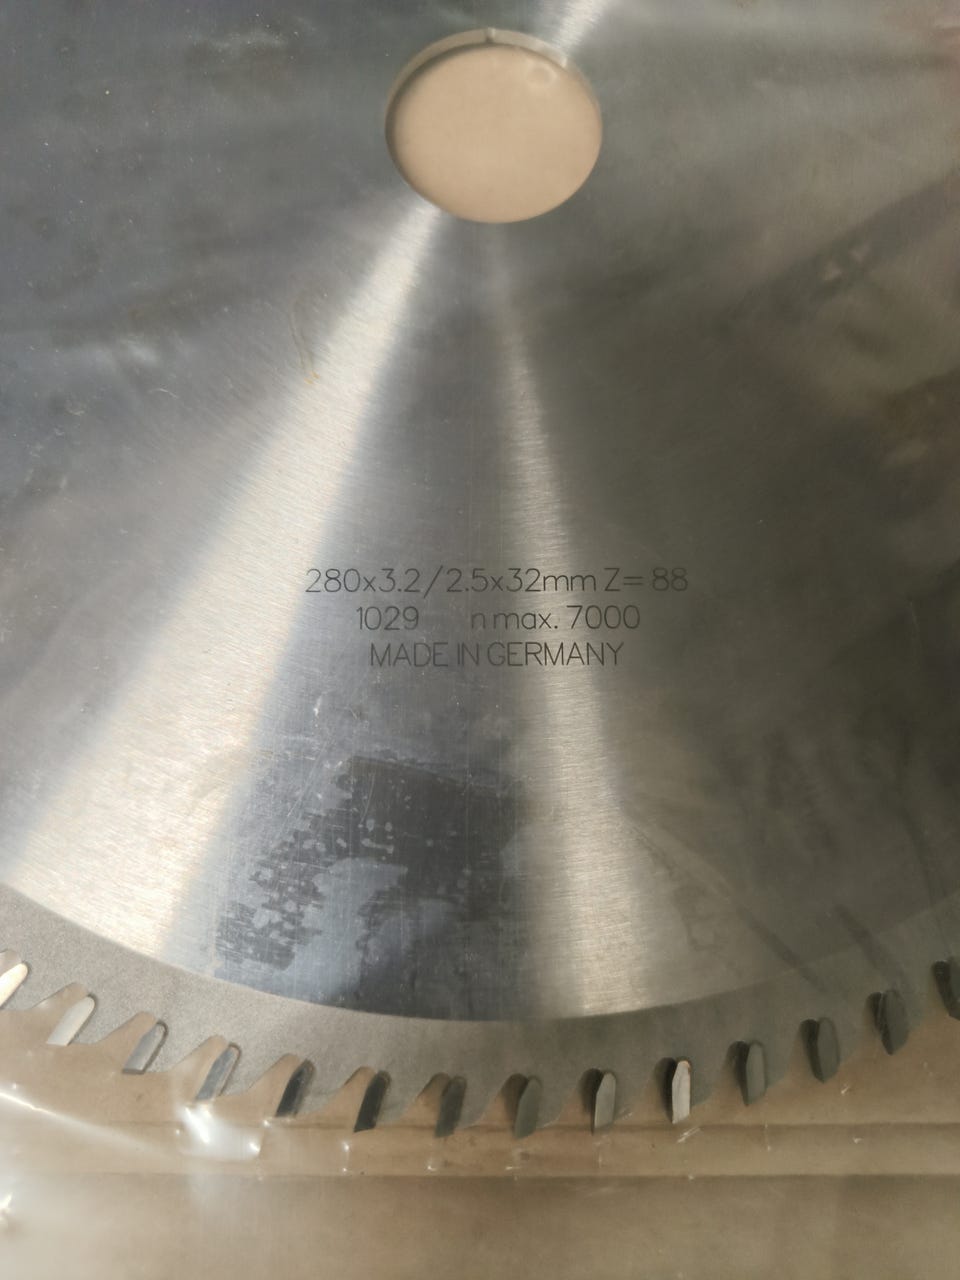 280x3.2/2.5x32mm Z= 88
1029 n max. 7000
MADE IN GERMANY